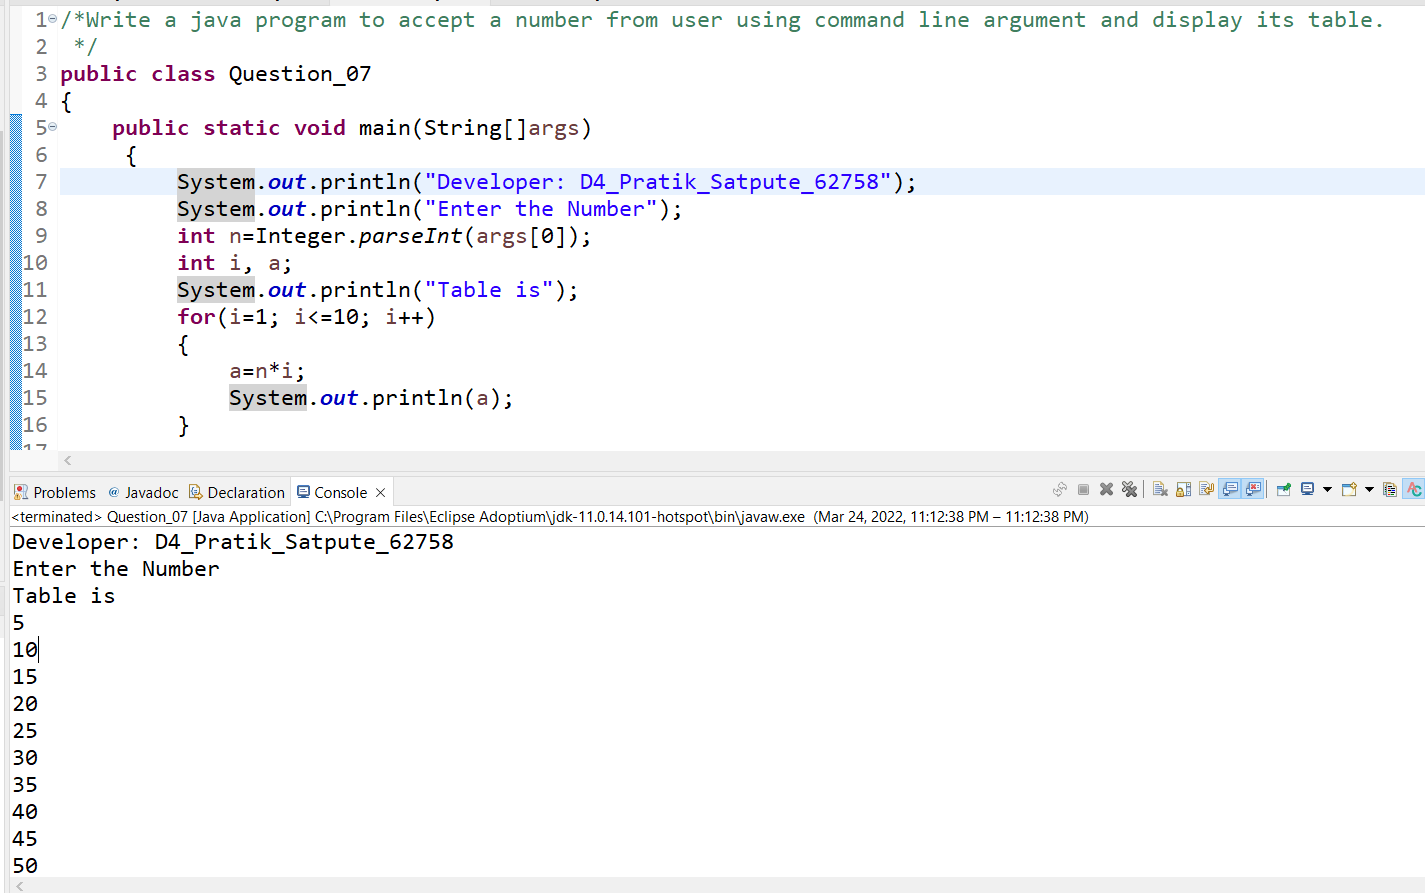 1 /*Write a java program to accept a number from user using command line argument and display its table.
2 */
3 public class Question_07
4 {
5 public static void main(String[]args)
6 {
7 System.out.println("Developer: D4_Pratik_Satpute_62758");
8 System.out.println("Enter the Number");
9 int n=Integer.parseInt(args[0]);
10 int i, a;
11 System.out.println("Table is");
12 for(i=1; i<=10; i++)
13 {
14 a=n*i;
15 System.out.println(a);
16 }
17
Problems @ Javadoc Declaration Console
<terminated> Question_07 [Java Application] C:\Program Files\Eclipse Adoptium\jdk-11.0.14.101-hotspot\bin\javaw.exe (Mar 24, 2022, 11:12:38 PM – 11:12:38 PM)
Developer: D4_Pratik_Satpute_62758
Enter the Number
Table is
5
10
15
20
25
30
35
40
45
50